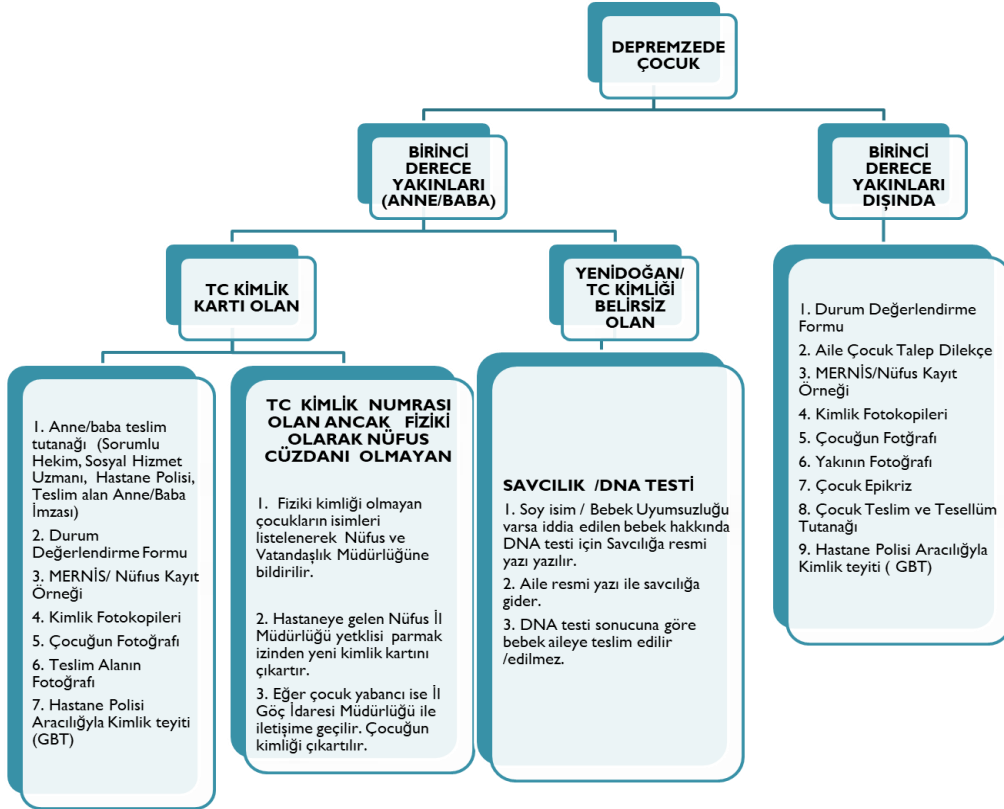 DEPREMZEDE
ÇOCUK
BİRİNCİ
DERECE
YAKINLARI
(ANNE/BABA)
BİRİNCİ
DERECE
YAKINLARI
DIŞINDA
TC KİMLİK
KARTI OLAN
YENİDOĞAN/
TC KİMLİĞİ
BELİRSİZ
OLAN
1. Anne/baba teslim
tutanağı (Sorumlu
Hekim, Sosyal Hizmet
Uzmanı, Hastane Polisi,
Teslim alan Anne/Baba
İmzası)
2. Durum
Değerlendirme Formu
3. MERNİS/ Nüfıus Kayıt
Örneği
4. Kimlik Fotokopileri
5. Çocuğun Fotoğrafı
6. Teslim Alanın
Fotoğrafı
7. Hastane Polisi
Aracılığyla Kimlik teyiti
(GBT)
TC KİMLİK NUMRASI
OLAN ANCAK FİZİKİ
OLARAK NÜFUS
CÜZDANI OLMAYAN
1. Fiziki kimliği olmayan
çocukların isimleri
listelenerek Nüfus ve
Vatandaşlık Müdürlüğüne
bildirilir.
2. Hastaneye gelen Nüfus İl
Müdürlüğü yetklisi parmak
izinden yeni kimlik kartını
çıkartır.
3. Eğer çocuk yabancı ise İl
Göç İdaresi Müdürlüğü ile
iletişime geçilir. Çocuğun
kimliği çıkartılır.
SAVCILIK /DNA TESTİ
1. Soy isim / Bebek Uyumsuzluğu
varsa iddia edilen bebek hakkında
DNA testi için Savcılığa resmi
yazı yazılır.
2. Aile resmi yazı ile savcılığa
gider.
3. DNA testi sonucuna göre
bebek aileye teslim edilir
/edilmez.
1. Durum Değerlendirme
Formu
2. Aile Çocuk Talep Dilekçe
3. MERNİS/Nüfus Kayıt
Örneği
4. Kimlik Fotokopileri
5. Çocuğun Fotğrafı
6. Yakının Fotoğrafı
7. Çocuk Epikriz
8. Çocuk Teslim ve Tesellüm
Tutanağı
9. Hastane Polisi Aracılığyla
Kimlik teyiti ( GBT)